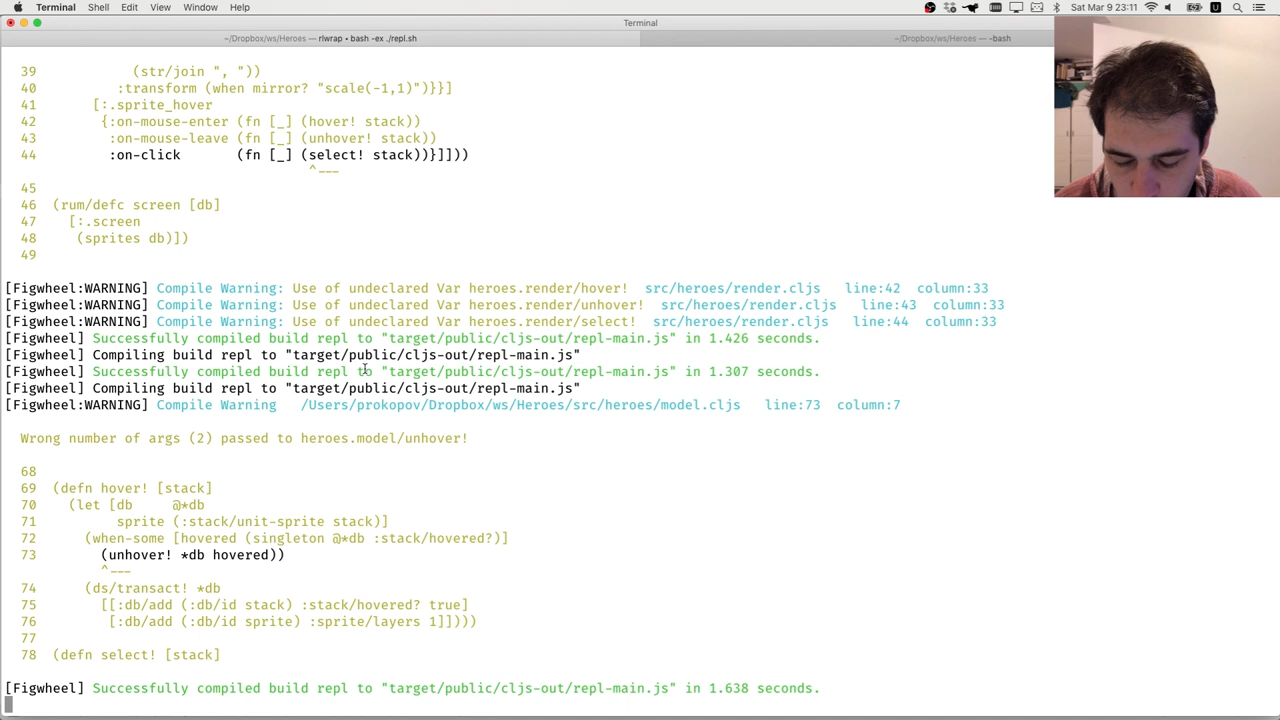 Terminal Shell Edit View Window Help Sat Mar 9 23:11
Terminal
~/Dropbox/ws/Heroes — rlwrap • bash -ex ./repl.sh ~/Dropbox/ws/Heroes — -bash
39 (str/join ", "))
40 :transform (when mirror? "scale(-1,1)")}}]
41 [:.sprite_hover
42 {:on-mouse-enter (fn [_] (hover! stack))
43 :on-mouse-leave (fn [_] (unhover! stack))
44 :on-click (fn [_] (select! stack))}]]))
^---
45
46 (rum/defc screen [db]
47 [:.screen
48 (sprites db)])
49
[Figwheel:WARNING] Compile Warning: Use of undeclared Var heroes.render/hover! src/heroes/render.cljs line:42 column:33
[Figwheel:WARNING] Compile Warning: Use of undeclared Var heroes.render/unhover! src/heroes/render.cljs line:43 column:33
[Figwheel:WARNING] Compile Warning: Use of undeclared Var heroes.render/select! src/heroes/render.cljs line:44 column:33
[Figwheel] Successfully compiled build repl to "target/public/cljs-out/repl-main.js" in 1.426 seconds.
[Figwheel] Compiling build repl to "target/public/cljs-out/repl-main.js"
[Figwheel] Successfully compiled build repl to "target/public/cljs-out/repl-main.js" in 1.307 seconds.
[Figwheel] Compiling build repl to "target/public/cljs-out/repl-main.js"
[Figwheel:WARNING] Compile Warning /Users/prokopov/Dropbox/ws/Heroes/src/heroes/model.cljs line:73 column:7
Wrong number of args (2) passed to heroes.model/unhover!
68
69 (defn hover! [stack]
70 (let [db @*db
71 sprite (:stack/unit-sprite stack)]
72 (when-some [hovered (singleton @*db :stack/hovered?)]
73 (unhover! *db hovered))
^---
74 (ds/transact! *db
75 [[:db/add (:db/id stack) :stack/hovered? true]
76 [:db/add (:db/id sprite) :sprite/layers 1]])))
77
78 (defn select! [stack]
[Figwheel] Successfully compiled build repl to "target/public/cljs-out/repl-main.js" in 1.638 seconds.